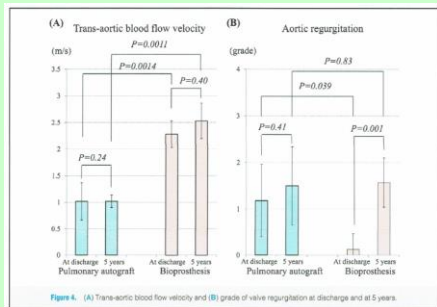 (A) Trans-aortic blood flow velocity
(m/s)
P=0.0011
P=0.0014
P=0.40
P=0.24
3.5
3
2.5
2
1.5
1
0.5
0
At discharge 5 years At discharge 5 years
Pulmonary autograft Bioprosthesis
(B) Aortic regurgitation
(grade)
P=0.83
P=0.039
P=0.41
P=0.001
4
3
2
1
0
At discharge 5 years At discharge 5 years
Pulmonary autograft Bioprosthesis
Figure 4. (A) Trans-aortic blood flow velocity and (B) grade of valve regurgitation at discharge and at 5 years.